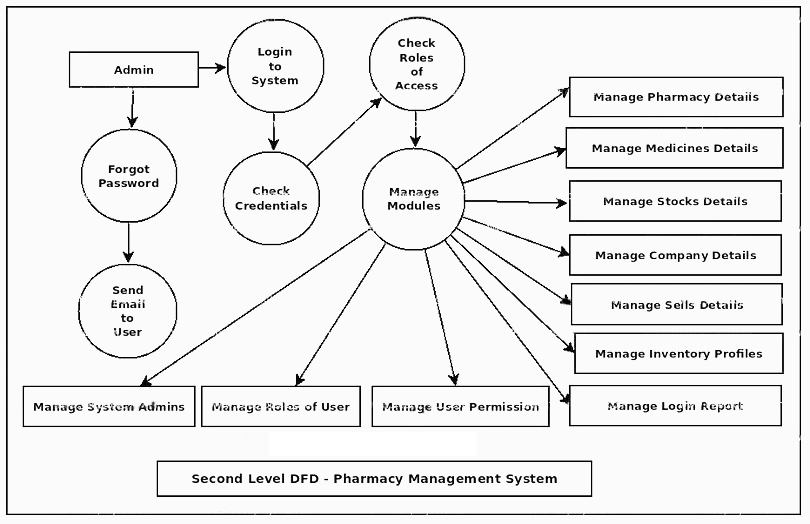 Admin
Login
to
System
Check
Roles
of
Access
Manage Pharmacy Details
Manage Medicines Details
Forgot
Password
Check
Credentials
Manage
Modules
Manage Stocks Details
Manage Company Details
Send
Email
to
User
Manage Sells Details
Manage Inventory Profiles
Manage System Admins
Manage Roles of User
Manage User Permission
Manage Login Report
Second Level DFD - Pharmacy Management System